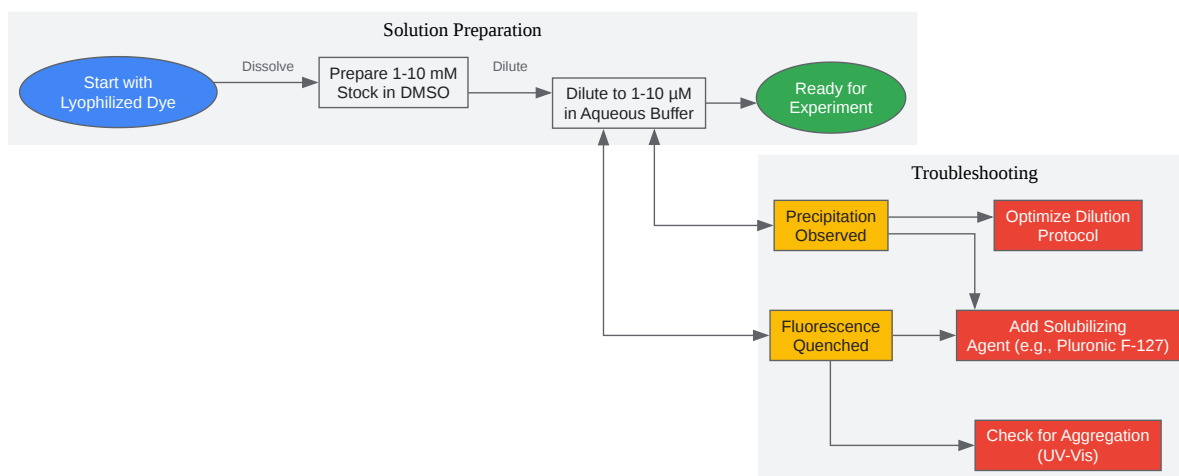 Solution Preparation
Start with
Lyophilized Dye
Dissolve
Prepare 1-10 mM
Stock in DMSO
Dilute
Dilute to 1-10 µM
in Aqueous Buffer
Ready for
Experiment
Troubleshooting
Precipitation
Observed
Optimize Dilution
Protocol
Fluorescence
Quenched
Add Solubilizing
Agent (e.g., Pluronic F-127)
Check for Aggregation
(UV-Vis)